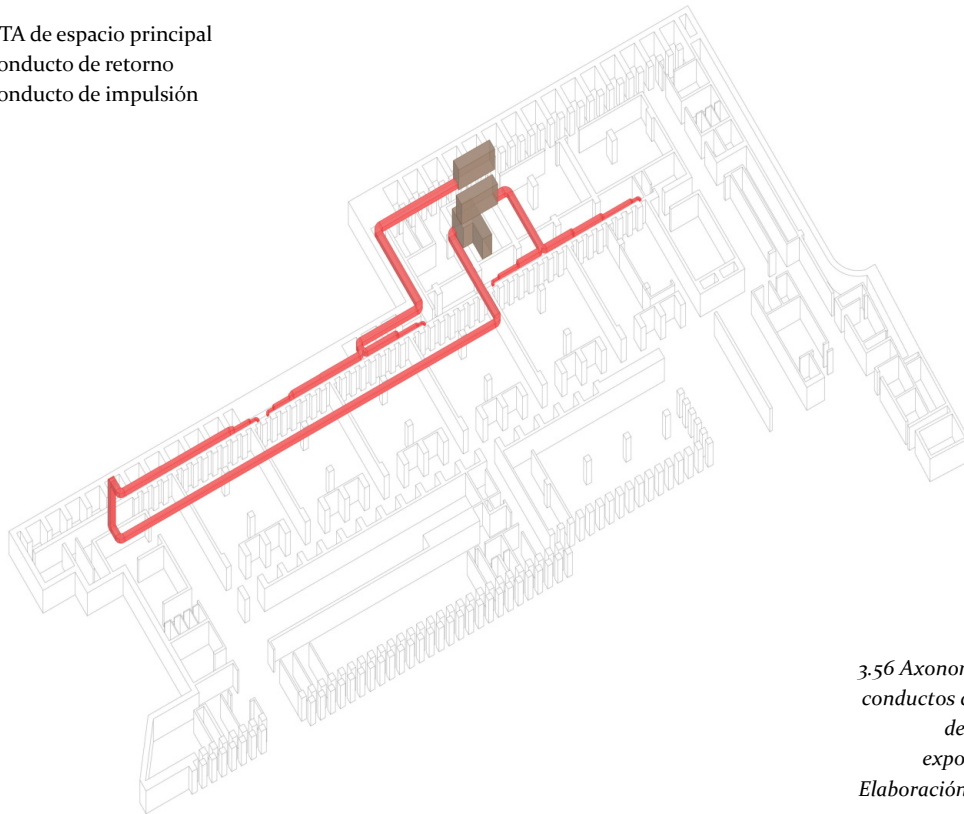 TA de espacio principal
onducto de retorno
onducto de impulsión
3.56 Axonom
conductos d
de
expo
Elaboración